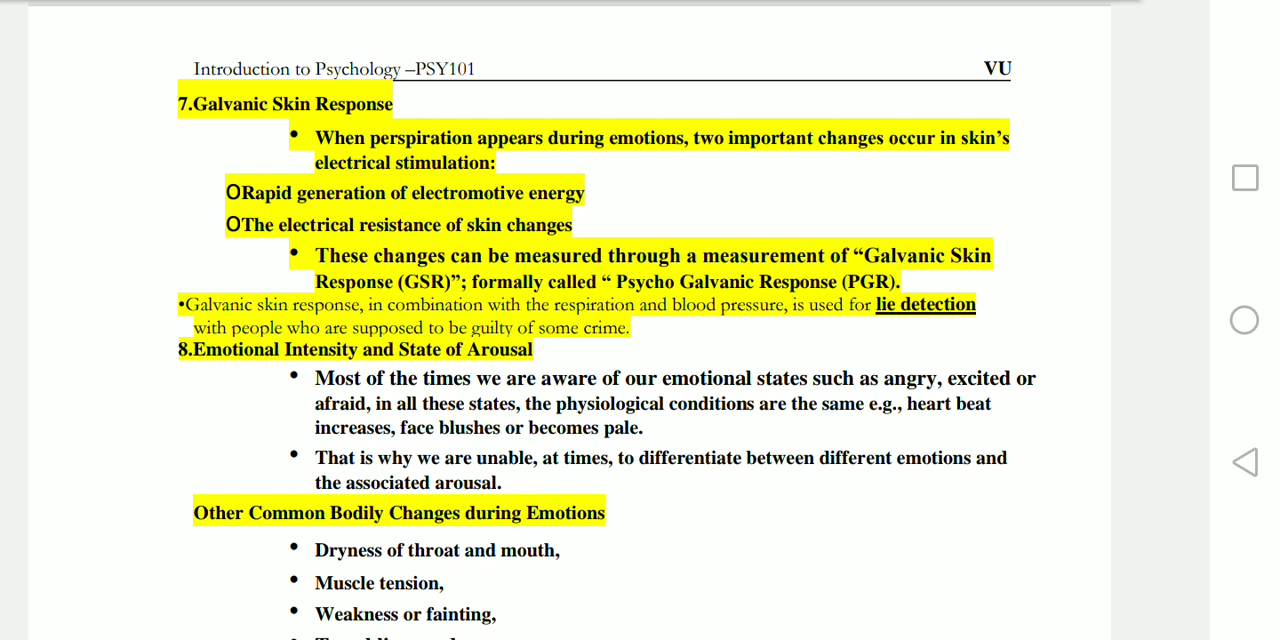 Introduction to Psychology –PSY101 VU
7.Galvanic Skin Response
• When perspiration appears during emotions, two important changes occur in skin's
electrical stimulation:
ORapid generation of electromotive energy
OThe electrical resistance of skin changes
• These changes can be measured through a measurement of “Galvanic Skin
Response (GSR)”; formally called “ Psycho Galvanic Response (PGR).
•Galvanic skin response, in combination with the respiration and blood pressure, is used for lie detection
with people who are supposed to be guilty of some crime.
8.Emotional Intensity and State of Arousal
• Most of the times we are aware of our emotional states such as angry, excited or
afraid, in all these states, the physiological conditions are the same e.g., heart beat
increases, face blushes or becomes pale.
• That is why we are unable, at times, to differentiate between different emotions and
the associated arousal.
Other Common Bodily Changes during Emotions
• Dryness of throat and mouth,
• Muscle tension,
• Weakness or fainting,